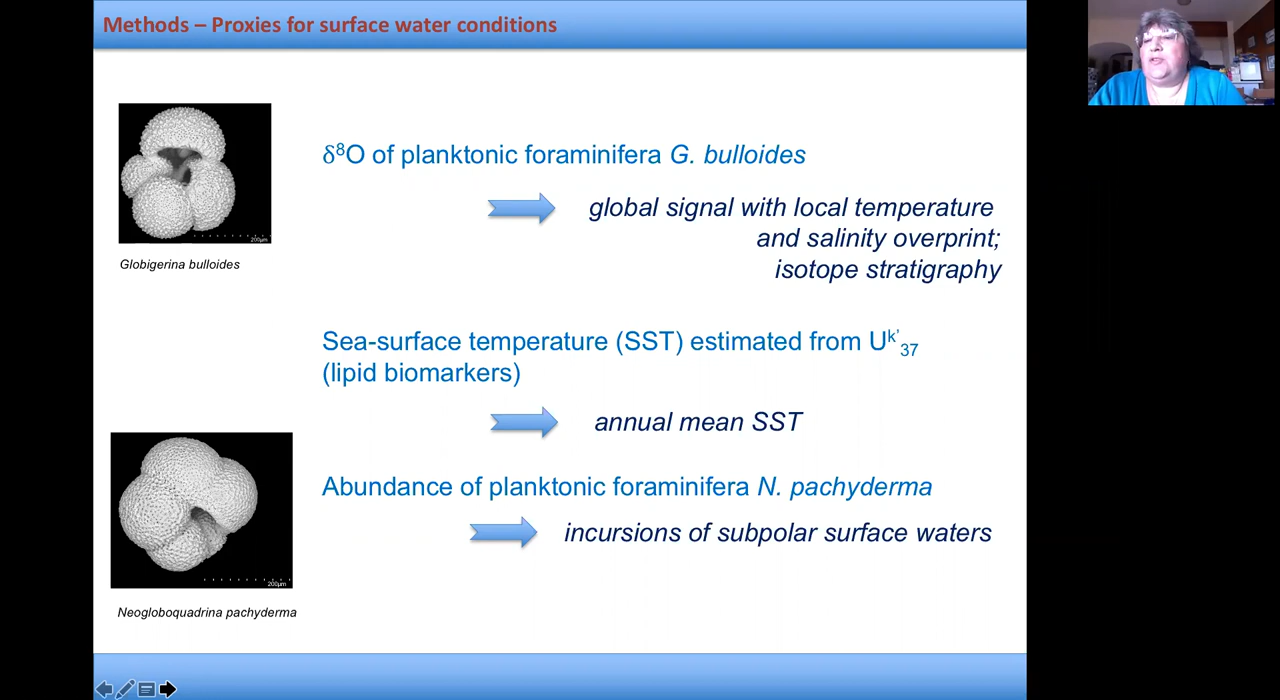 Methods – Proxies for surface water conditions
δ⁸O of planktonic foraminifera G. bulloides
global signal with local temperature
and salinity overprint;
isotope stratigraphy
200µm
Globigerina bulloides
Sea-surface temperature (SST) estimated from Uᵏ'₃₇
(lipid biomarkers)
annual mean SST
Abundance of planktonic foraminifera N. pachyderma
incursions of subpolar surface waters
200µm
Neogloboquadrina pachyderma